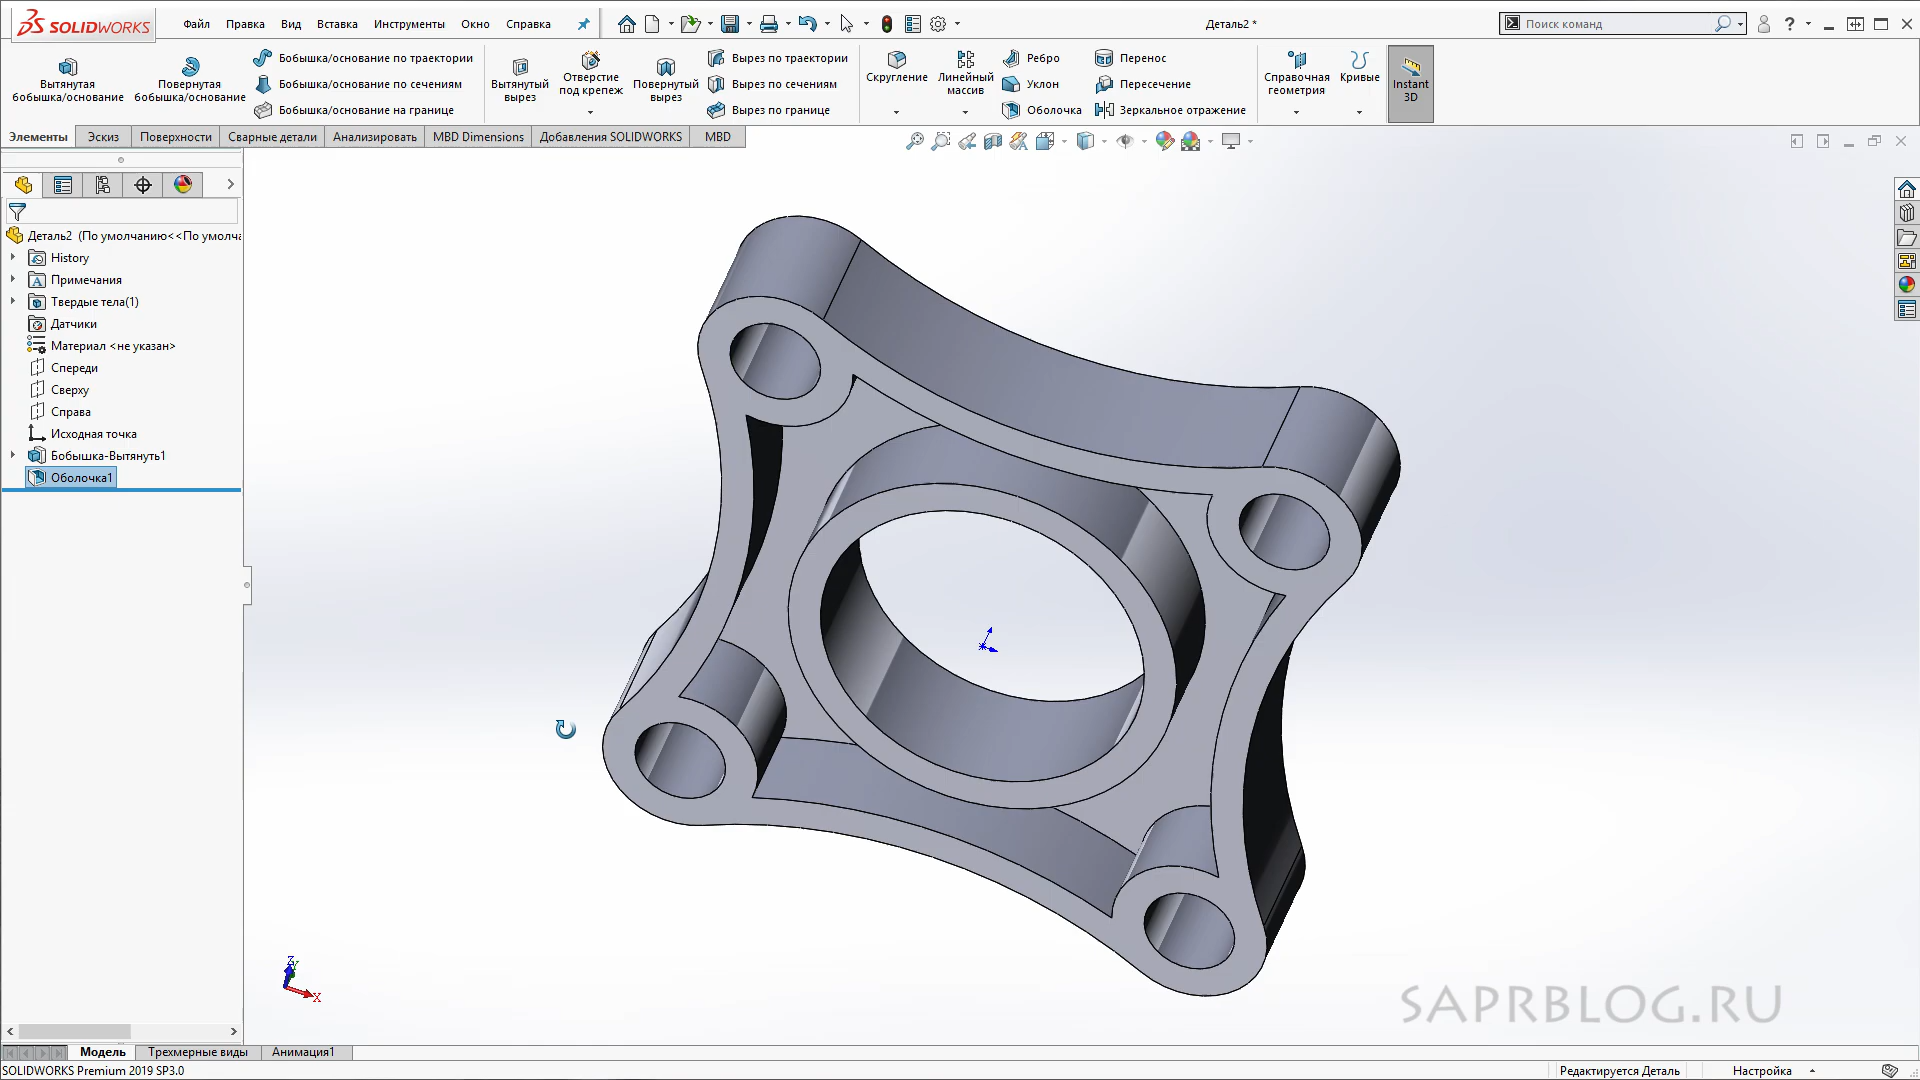 SOLIDWORKS
Файл Правка Вид Вставка Инструменты Окно Справка
Деталь2 *
Поиск команд
?
Вытянутая бобышка/основание
Повернутая бобышка/основание
Бобышка/основание по траектории
Бобышка/основание по сечениям
Бобышка/основание на границе
Вытянутый вырез
Отверстие под крепеж
Повернутый вырез
Вырез по траектории
Вырез по сечениям
Вырез по границе
Скругление
Линейный массив
Ребро
Уклон
Оболочка
Перенос
Пересечение
Зеркальное отражение
Справочная геометрия
Кривые
Instant 3D
Элементы Эскиз Поверхности Сварные детали Анализировать MBD Dimensions Добавления SOLIDWORKS MBD
Деталь2 (По умолчанию<<По умолча
History
Примечания
Твердые тела(1)
Датчики
Материал <не указан>
Спереди
Сверху
Справа
Исходная точка
Бобышка-Вытянуть1
Оболочка1
Z
Y
X
SAPRBLOG.RU
Модель Трехмерные виды Анимация1
SOLIDWORKS Premium 2019 SP3.0
Редактируется Деталь
Настройка